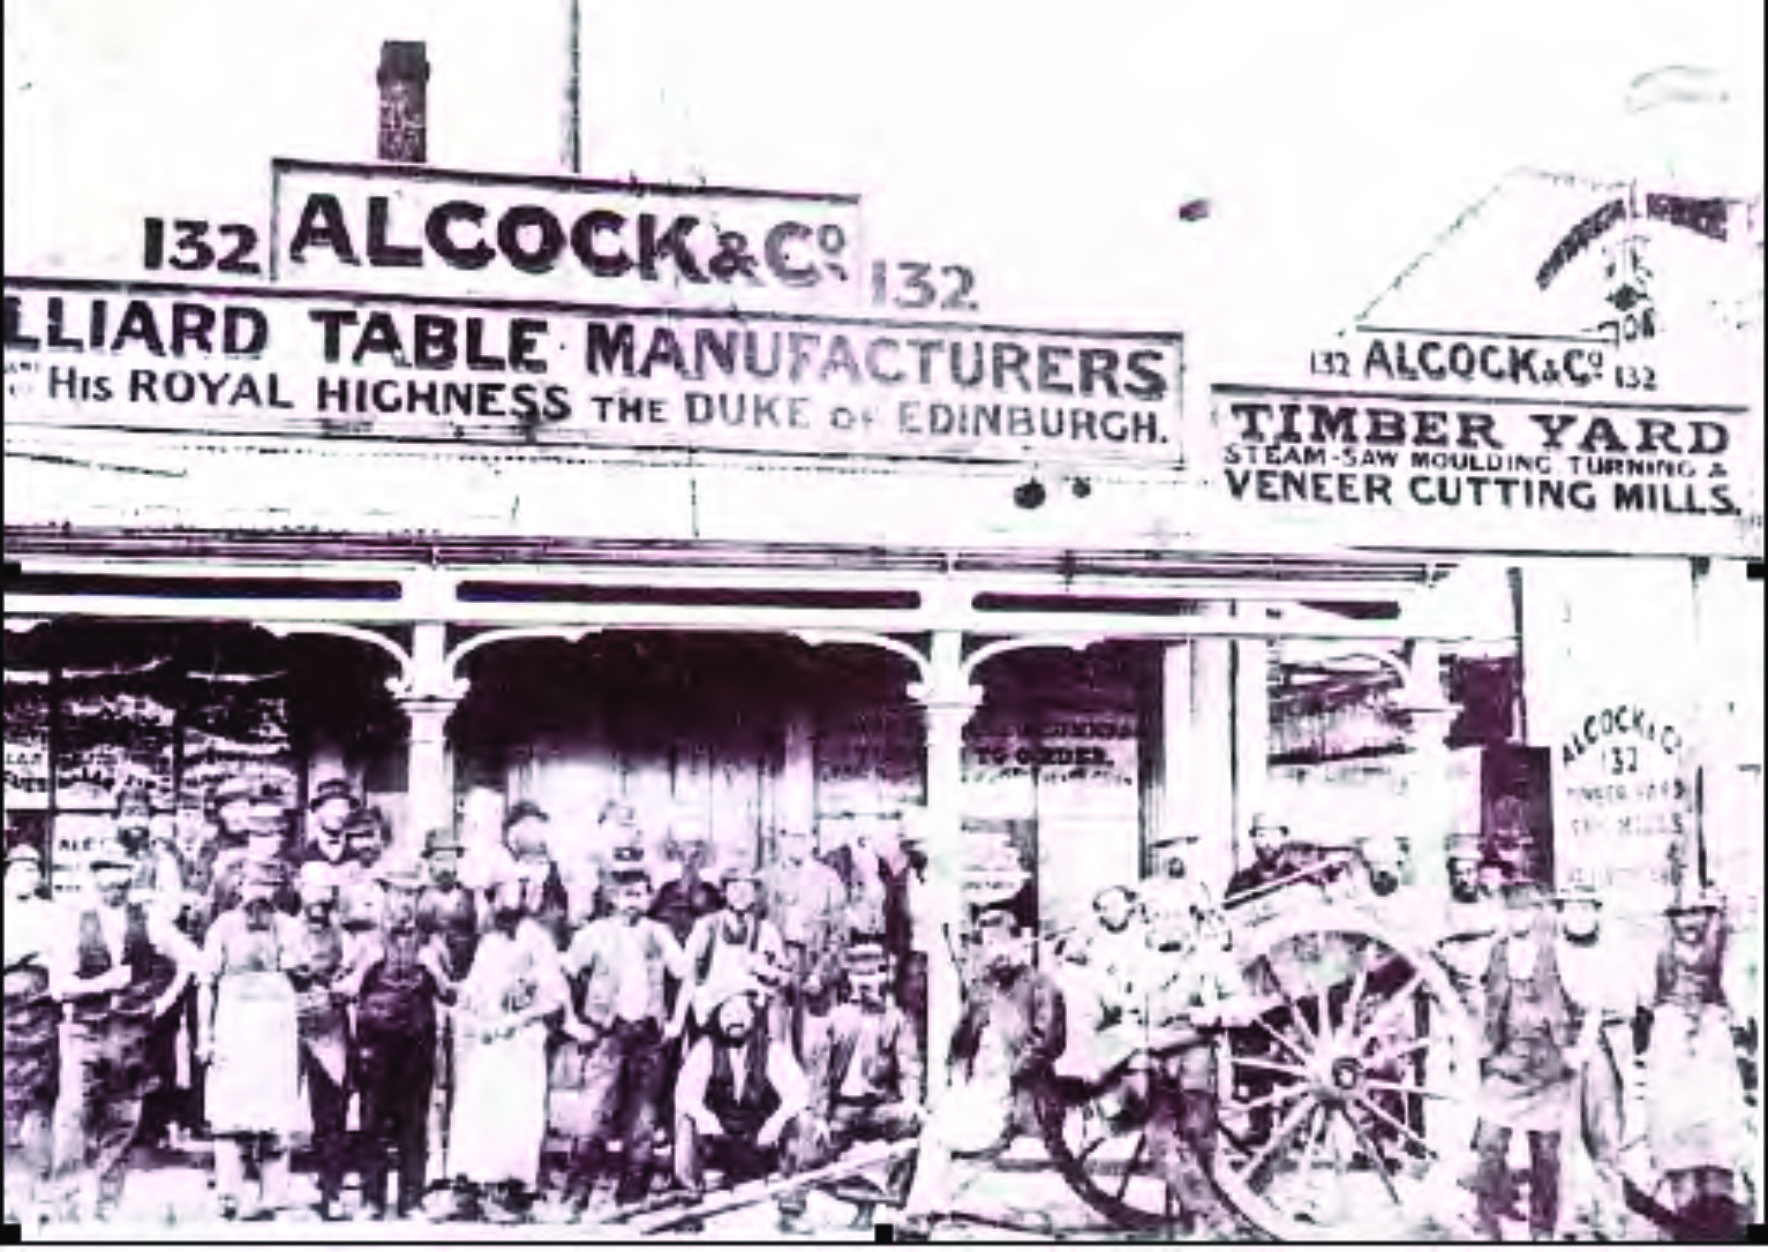 132 ALCOCK & Co 132
LLIARD TABLE MANUFACTURERS
His ROYAL HIGHNESS THE DUKE OF EDINBURGH.
132 ALCOCK & Co 132
TIMBER YARD
STEAM-SAW MOULDING TURNING &
VENEER CUTTING MILLS.
TO ORDER.
ALCOCK & Co
132